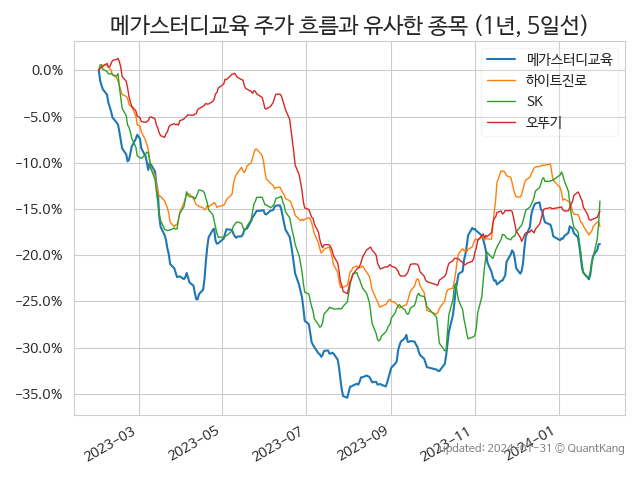 메가스터디교육 주가 흐름과 유사한 종목 (1년, 5일선)
메가스터디교육
하이트진로
SK
오뚜기
0.0%
−5.0%
−10.0%
−15.0%
−20.0%
−25.0%
−30.0%
−35.0%
2023-03
2023-05
2023-07
2023-09
2023-11
2024-01
updated: 2024-01-31 © QuantKang